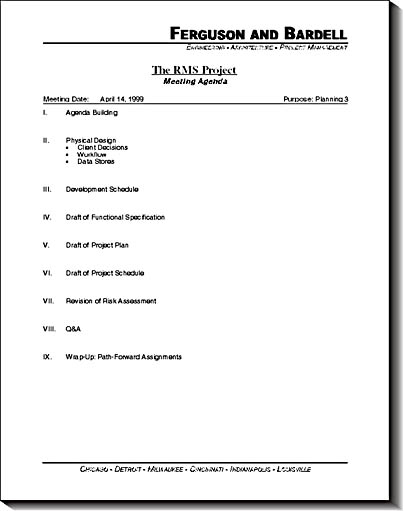 FERGUSON AND BARDELL
ENGINEERING • ARCHITECTURE • PROJECT MANAGEMENT
The RMS Project
Meeting Agenda
Meeting Date: April 14, 1999 Purpose: Planning 3
I. Agenda Building
II. Physical Design
• Client Decisions
• Workflow
• Data Stores
III. Development Schedule
IV. Draft of Functional Specification
V. Draft of Project Plan
VI. Draft of Project Schedule
VII. Revision of Risk Assessment
VIII. Q&A
IX. Wrap-Up: Path-Forward Assignments
CHICAGO • DETROIT • MILWAUKEE • CINCINNATI • INDIANAPOLIS • LOUISVILLE